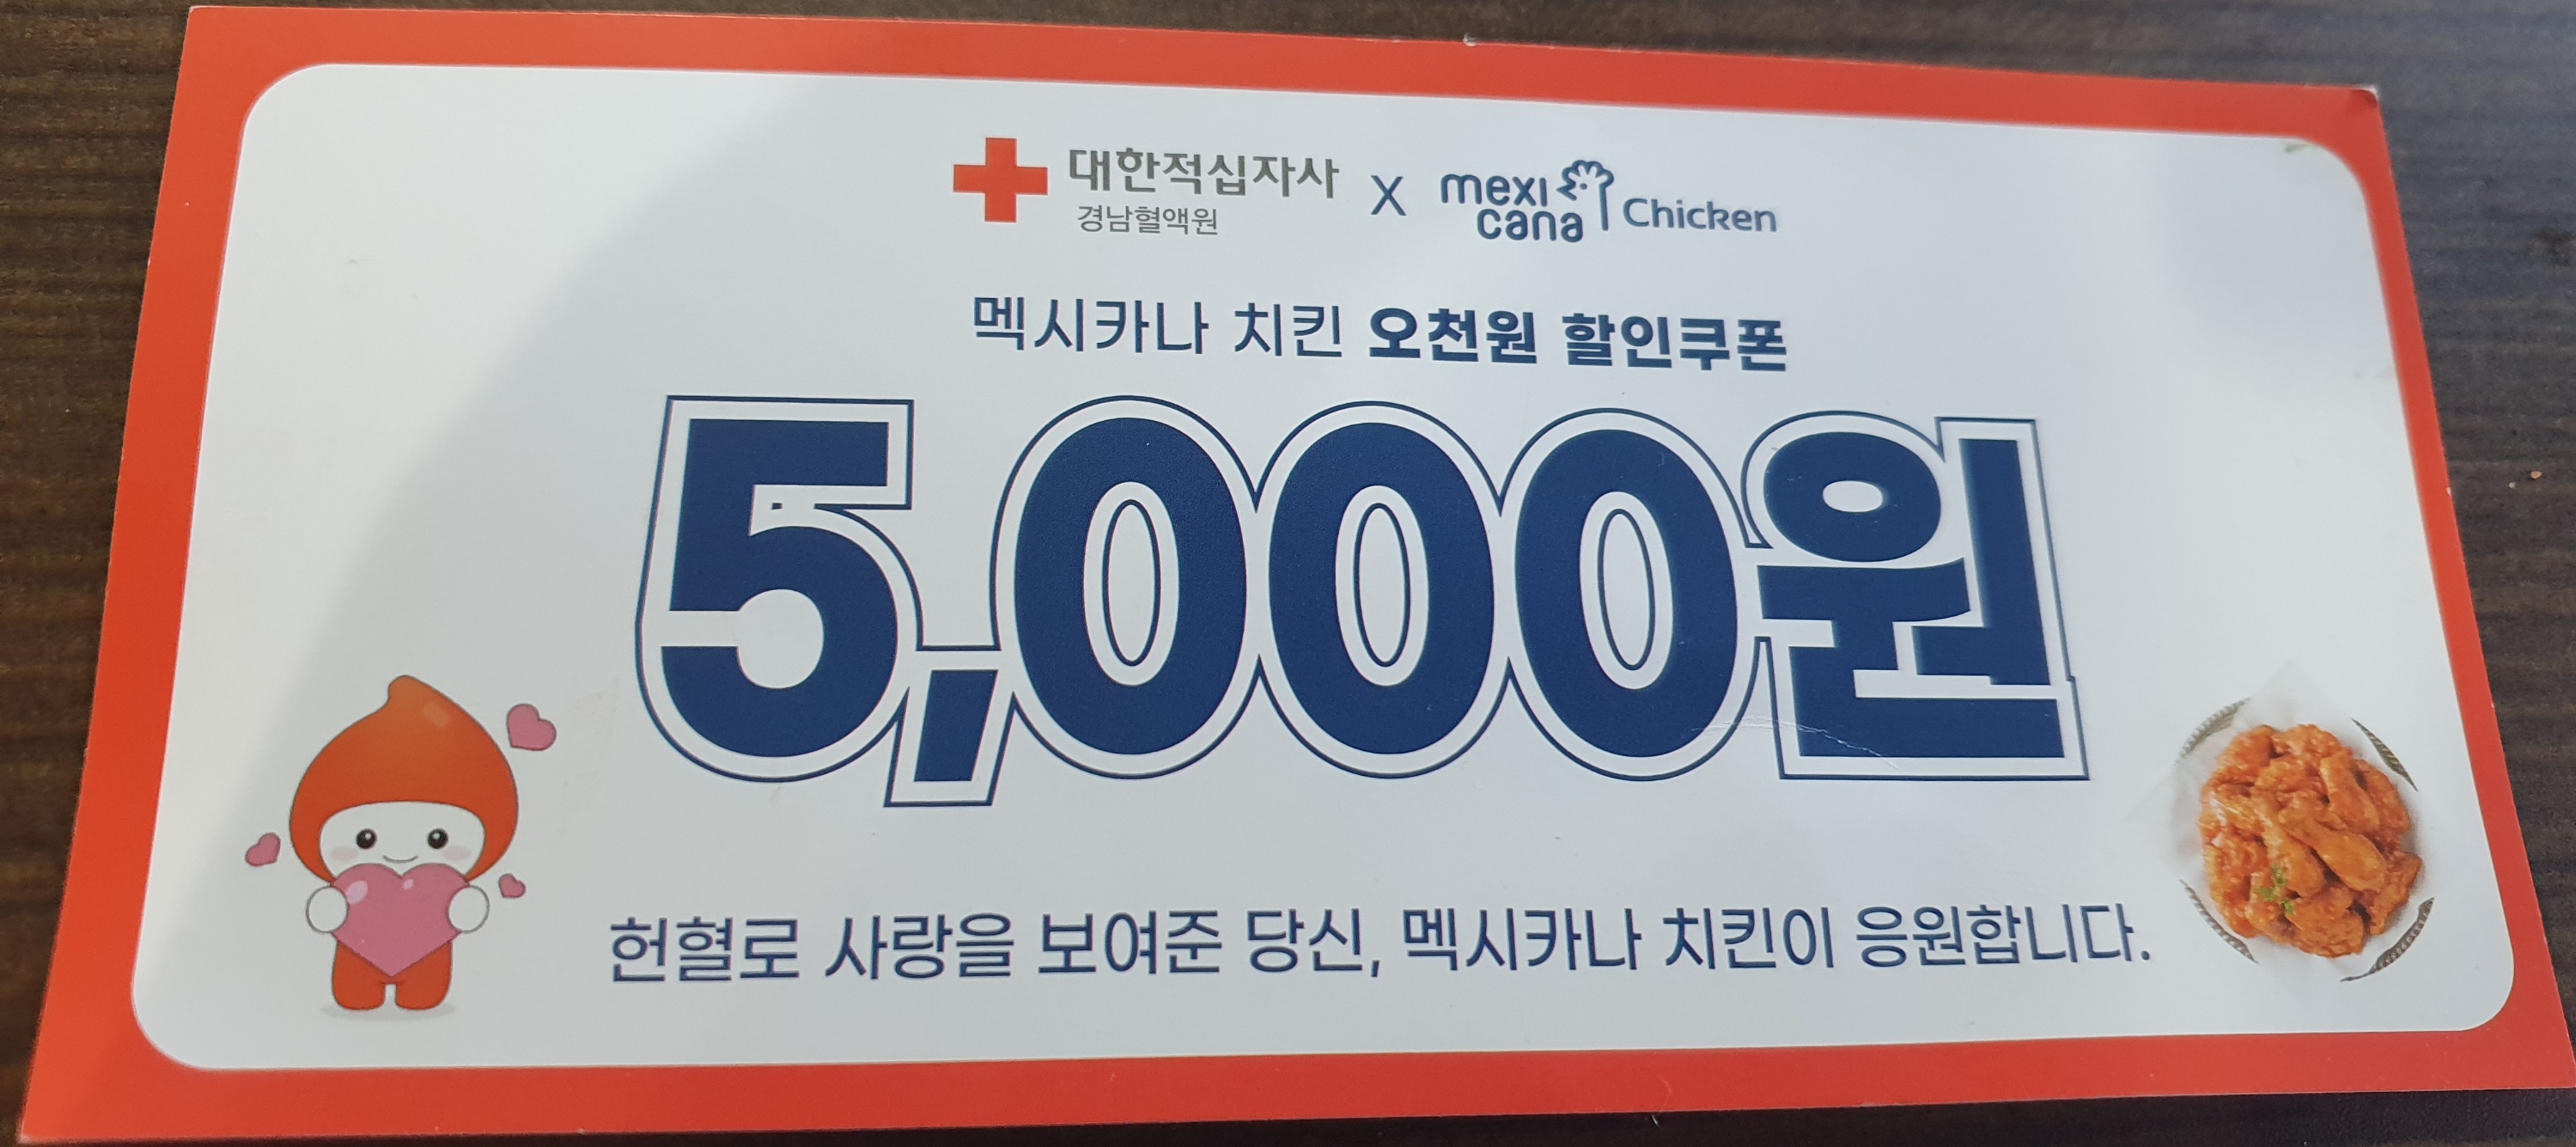 대한적십자사 X mexi cana Chicken
경남혈액원
멕시카나 치킨 오천원 할인쿠폰
5,000원
헌혈로 사랑을 보여준 당신, 멕시카나 치킨이 응원합니다.